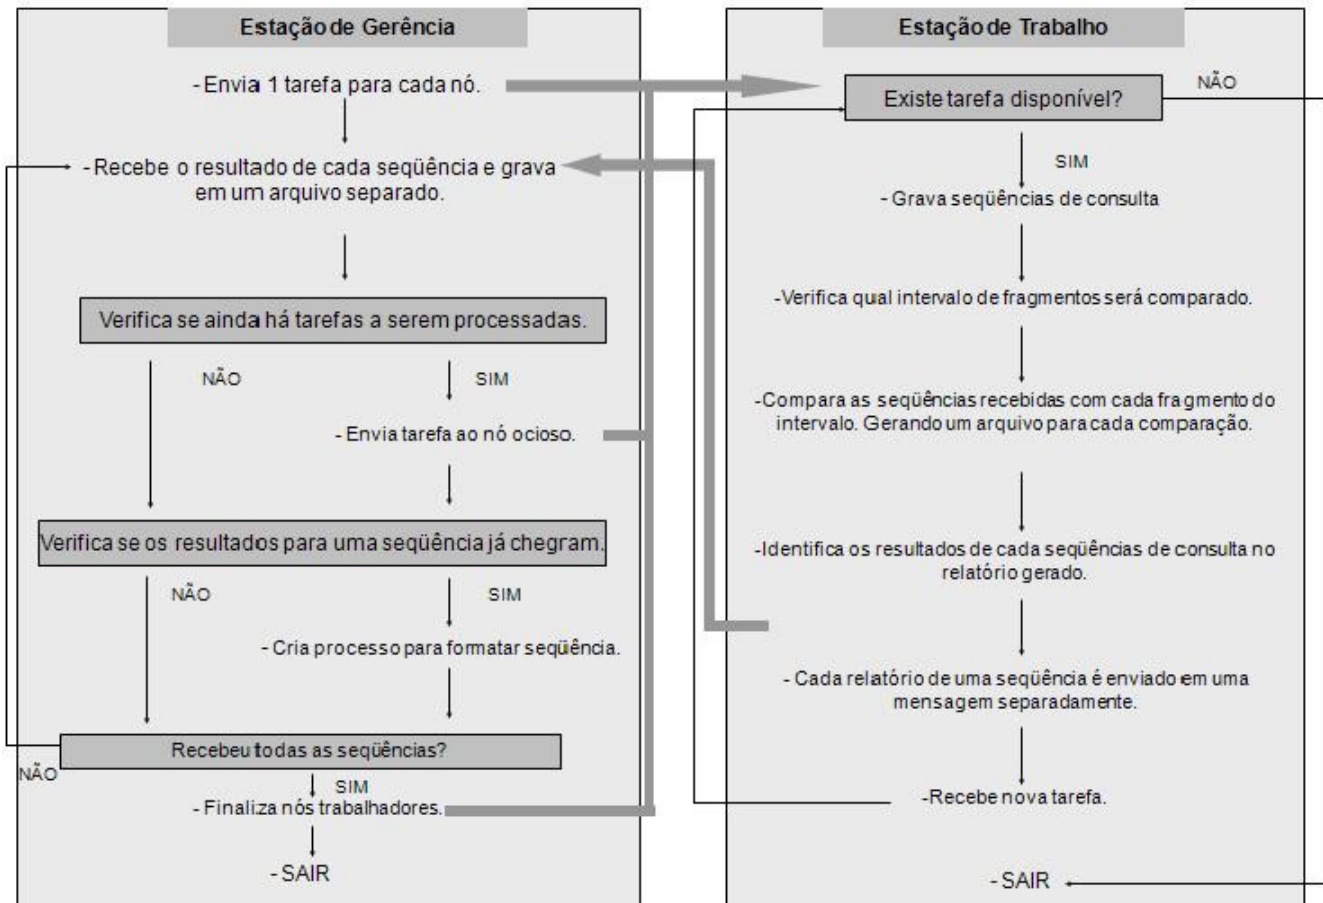 Estação de Gerência
- Envia 1 tarefa para cada nó.
- Recebe o resultado de cada seqüência e grava
em um arquivo separado.
Verifica se ainda há tarefas a serem processadas.
NÃO
SIM
- Envia tarefa ao nó ocioso.
Verifica se os resultados para uma seqüência já chegram.
NÃO
SIM
- Cria processo para formatar seqüência.
Recebeu todas as seqüências?
NÃO
SIM
- Finaliza nós trabalhadores.
- SAIR
Estação de Trabalho
Existe tarefa disponível?
NÃO
SIM
- Grava seqüências de consulta
-Verifica qual intervalo de fragmentos será comparado.
-Compara as seqüências recebidas com cada fragmento do
intervalo. Gerando um arquivo para cada comparação.
-Identifica os resultados de cada seqüências de consulta no
relatório gerado.
- Cada relatório de uma seqüência é enviado em uma
mensagem separadamente.
-Recebe nova tarefa.
- SAIR